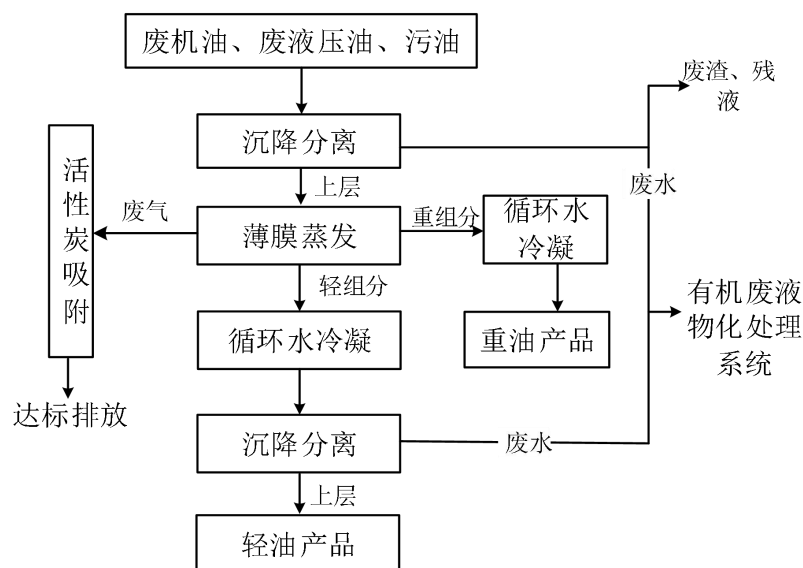 废机油、废液压油、污油
废渣、残
液
沉降分离
上层
废水
活性炭吸附
废气
薄膜蒸发
重组分
循环水
冷凝
轻组分
有机废液
物化处理
系统
循环水冷凝
重油产品
达标排放
沉降分离
废水
上层
轻油产品